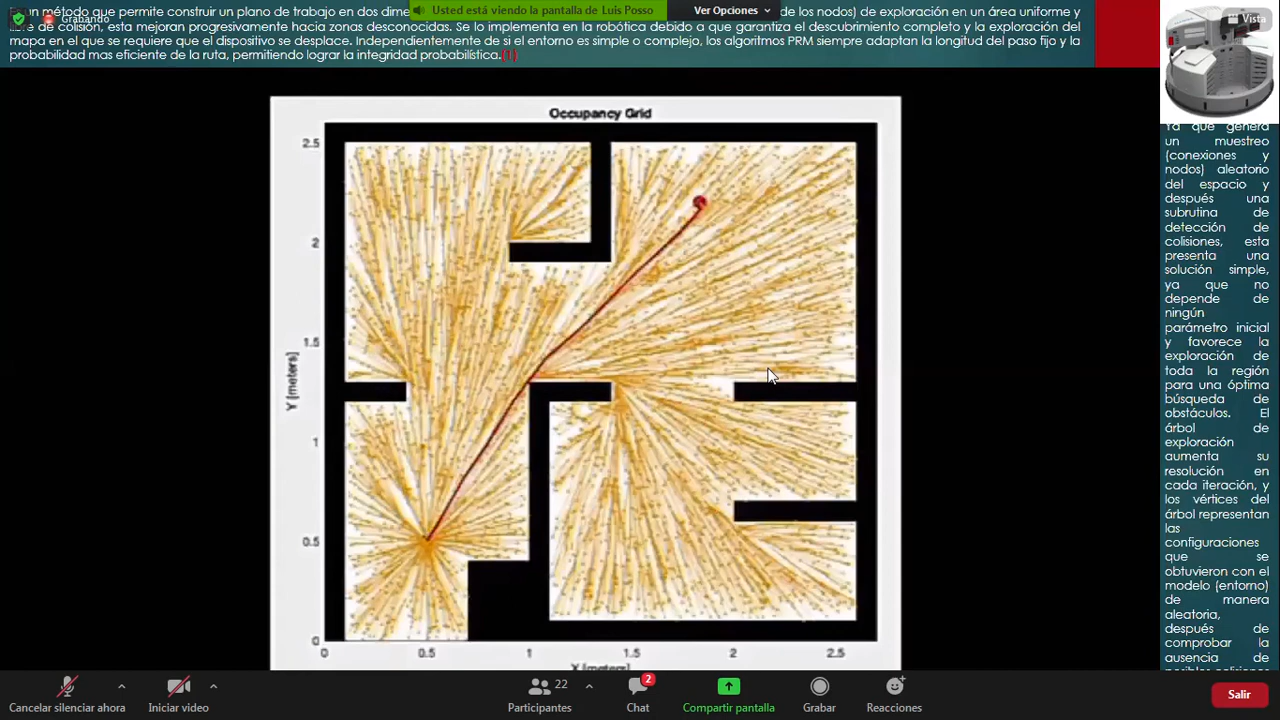 Grabando
Usted está viendo la pantalla de Luis Posso
Ver Opciones
Vista
un método que permite construir un plano de trabajo en dos dime
de los nodos) de exploración en un área uniforme y
libre de colisión, esta mejoran progresivamente hacia zonas desconocidas. Se lo implementa en la robótica debido a que garantiza el descubrimiento completo y la exploración del
mapa en el que se requiere que el dispositivo se desplace. Independientemente de si el entorno es simple o complejo, los algoritmos PRM siempre adaptan la longitud del paso fijo y la
probabilidad mas eficiente de la ruta, permitiendo lograr la integridad probabilística.(1)
Occupancy Grid
2.5
2
1.5
1
0.5
0
Y [meters]
0 0.5 1 1.5 2 2.5
X [meters]
Ya que genera
un muestreo
(conexiones y
nodos) aleatorio
del espacio y
después una
subrutina de
detección de
colisiones, esta
presenta una
solución simple,
ya que no
depende de
ningún
parámetro inicial
y favorece la
exploración de
toda la región
para una óptima
búsqueda de
obstáculos. El
árbol de
exploración
aumenta su
resolución en
cada iteración, y
los vértices del
árbol representan
las
configuraciones
que se
obtuvieron con el
modelo (entorno)
de manera
aleatoria,
después de
comprobar la
ausencia de
posibles colisiones
Cancelar silenciar ahora
Iniciar video
22
Participantes
2
Chat
Compartir pantalla
Grabar
Reacciones
Salir